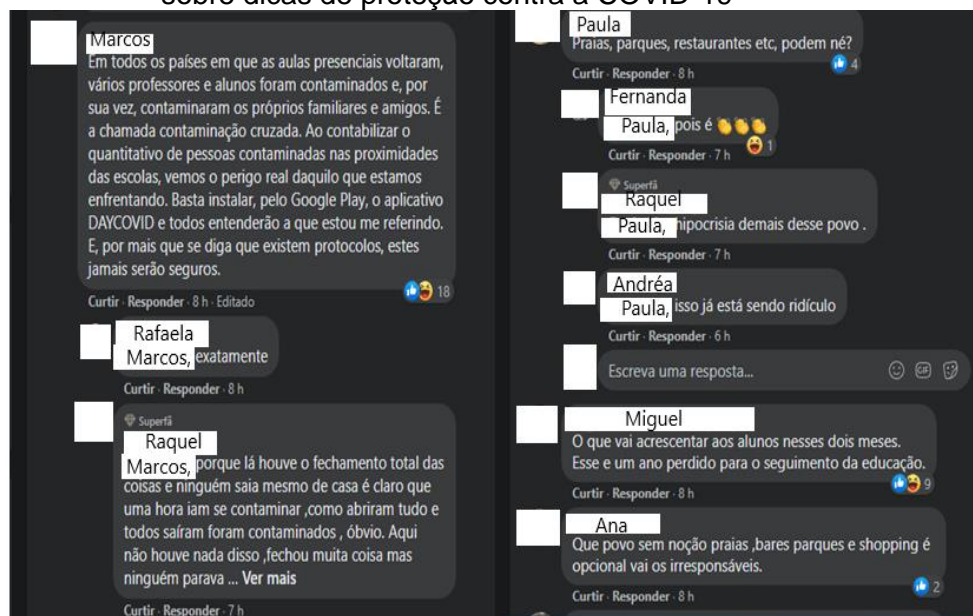 sobre dicas de proteção contra a COVID-19
Marcos
Em todos os países em que as aulas presenciais voltaram,
vários professores e alunos foram contaminados e, por
sua vez, contaminaram os próprios familiares e amigos. É
a chamada contaminação cruzada. Ao contabilizar o
quantitativo de pessoas contaminadas nas proximidades
das escolas, vemos o perigo real daquilo que estamos
enfrentando. Basta instalar, pelo Google Play, o aplicativo
DAYCOVID e todos entenderão a que estou me referindo.
E, por mais que se diga que existem protocolos, estes
jamais serão seguros.
18
Curtir · Responder · 8 h · Editado
Rafaela
Marcos, exatamente
Curtir · Responder · 8 h
Superfã
Raquel
Marcos, porque lá houve o fechamento total das
coisas e ninguém saia mesmo de casa é claro que
uma hora iam se contaminar ,como abriram tudo e
todos saíram foram contaminados , óbvio. Aqui
não houve nada disso ,fechou muita coisa mas
ninguém parava ... Ver mais
Curtir · Responder · 7 h
Paula
Praias, parques, restaurantes etc, podem né?
4
Curtir · Responder · 8 h
Fernanda
Paula, pois é 👏👏👏
1
Curtir · Responder · 7 h
Superfã
Raquel
Paula, hipocrisia demais desse povo .
Curtir · Responder · 7 h
Andréa
Paula, isso já está sendo ridículo
Curtir · Responder · 6 h
Escreva uma resposta...
GIF
Miguel
O que vai acrescentar aos alunos nesses dois meses.
Esse e um ano perdido para o seguimento da educação.
9
Curtir · Responder · 8 h
Ana
Que povo sem noção praias ,bares parques e shopping é
opcional vai os irresponsáveis.
2
Curtir · Responder · 8 h